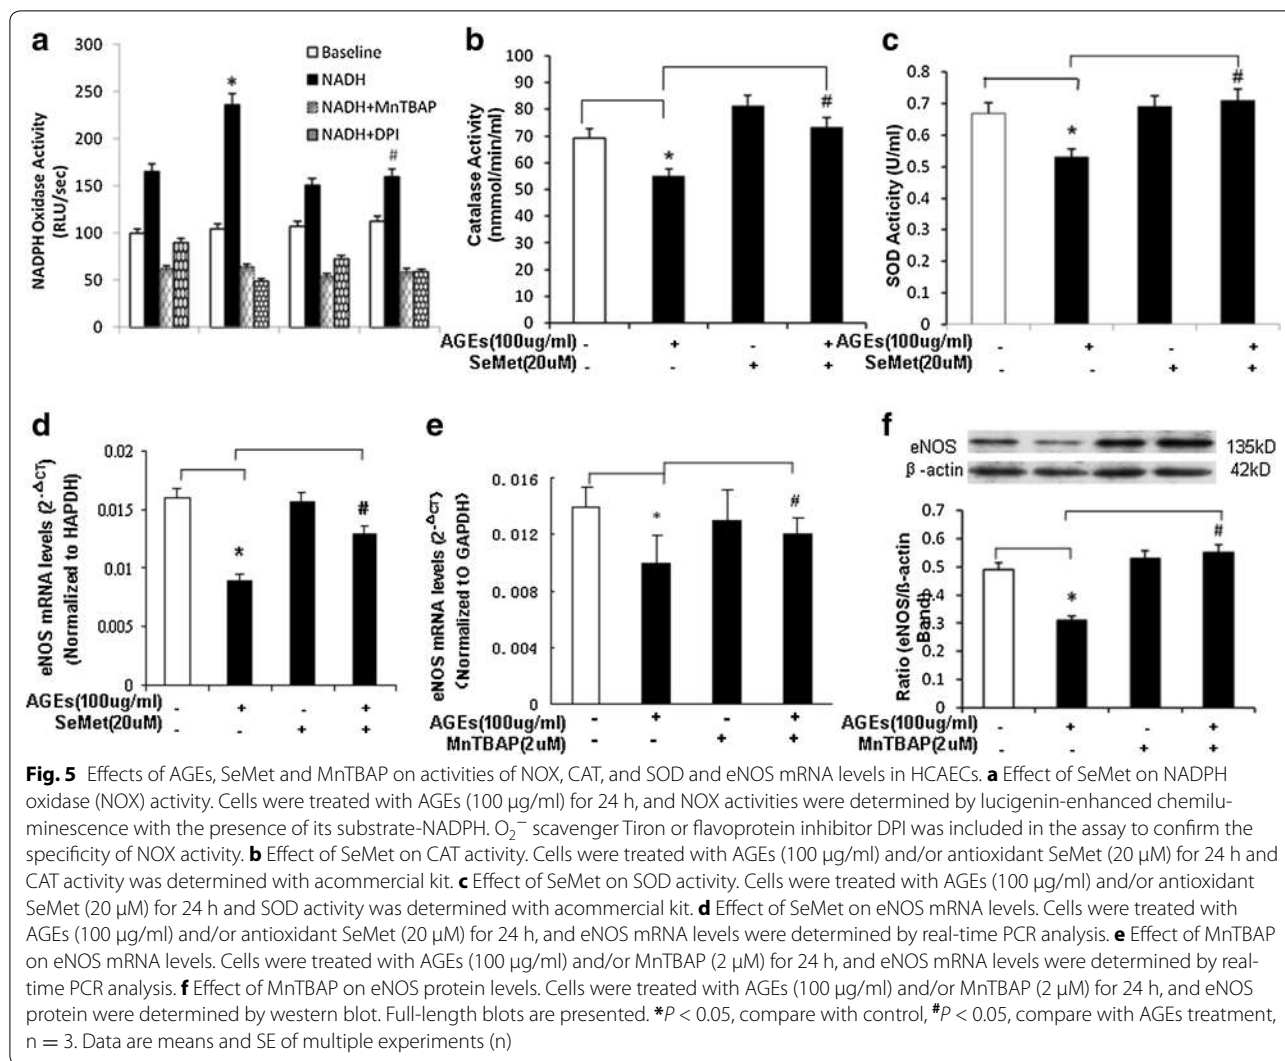 a
300
250
200
150
100
50
0
NADPH Oxidase Activity
(RLU/sec)
Baseline
NADH
NADH+MnTBAP
NADH+DPI
*
#
b
100
90
80
70
60
50
40
30
20
10
0
Catalase Activity
(nmmol/min/ml)
*
#
AGEs(100ug/ml) - + - +
SeMet(20uM) - - + +
c
0.8
0.7
0.6
0.5
0.4
0.3
0.2
0.1
0
SOD Acticity (U/ml)
*
#
AGEs(100ug/ml) - + - +
SeMet(20uM) - - + +
d
0.02
0.015
0.01
0.005
0
eNOS mRNA levels (2-ΔCT)
(Normalized to HAPDH)
*
#
AGEs(100ug/ml) - + - +
SeMet(20uM) - - + +
e
0.016
0.012
0.008
0.004
0
eNOS mRNA levels (2-ΔCT)
(Normalized to GAPDH)
*
#
AGEs(100ug/ml) - + - +
MnTBAP(2uM) - - + +
f
eNOS 135kD
β-actin 42kD
0.7
0.6
0.5
0.4
0.3
0.2
0.1
0
Ratio (eNOS/ß-actin
Band)
*
#
AGEs(100ug/ml) - + - +
MnTBAP(2uM) - - + +
Fig. 5 Effects of AGEs, SeMet and MnTBAP on activities of NOX, CAT, and SOD and eNOS mRNA levels in HCAECs. a Effect of SeMet on NADPH
oxidase (NOX) activity. Cells were treated with AGEs (100 µg/ml) for 24 h, and NOX activities were determined by lucigenin-enhanced chemilu-
minescence with the presence of its substrate-NADPH. O2− scavenger Tiron or flavoprotein inhibitor DPI was included in the assay to confirm the
specificity of NOX activity. b Effect of SeMet on CAT activity. Cells were treated with AGEs (100 µg/ml) and/or antioxidant SeMet (20 µM) for 24 h and
CAT activity was determined with acommercial kit. c Effect of SeMet on SOD activity. Cells were treated with AGEs (100 µg/ml) and/or antioxidant
SeMet (20 µM) for 24 h and SOD activity was determined with acommercial kit. d Effect of SeMet on eNOS mRNA levels. Cells were treated with
AGEs (100 µg/ml) and/or antioxidant SeMet (20 µM) for 24 h, and eNOS mRNA levels were determined by real-time PCR analysis. e Effect of MnTBAP
on eNOS mRNA levels. Cells were treated with AGEs (100 µg/ml) and/or MnTBAP (2 µM) for 24 h, and eNOS mRNA levels were determined by real-
time PCR analysis. f Effect of MnTBAP on eNOS protein levels. Cells were treated with AGEs (100 µg/ml) and/or MnTBAP (2 µM) for 24 h, and eNOS
protein were determined by western blot. Full-length blots are presented. *P < 0.05, compare with control, #P < 0.05, compare with AGEs treatment,
n = 3. Data are means and SE of multiple experiments (n)